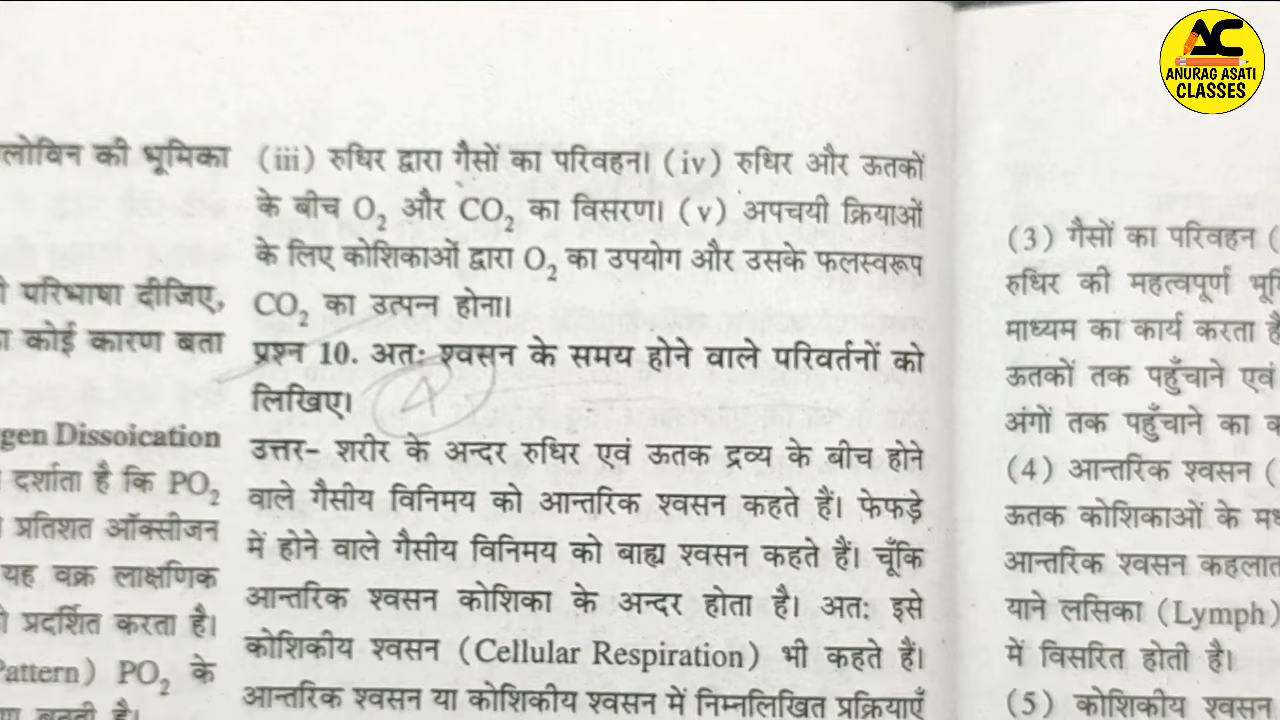 लोविन की भूमिका
ी परिभाषा दीजिए,
ा कोई कारण बता
gen Dissoication
दर्शाता है कि PO₂
प्रतिशत ऑक्सीजन
यह वक्र लाक्षणिक
ो प्रदर्शित करता है।
Pattern) PO₂ के
(iii) रुधिर द्वारा गैसों का परिवहन। (iv) रुधिर और ऊतकों
के बीच O₂ और CO₂ का विसरण। (v) अपचयी क्रियाओं
के लिए कोशिकाओं द्वारा O₂ का उपयोग और उसके फलस्वरूप
CO₂ का उत्पन्न होना।
प्रश्न 10. अतः श्वसन के समय होने वाले परिवर्तनों को
लिखिए।
4
उत्तर- शरीर के अन्दर रुधिर एवं ऊतक द्रव्य के बीच होने
वाले गैसीय विनिमय को आन्तरिक श्वसन कहते हैं। फेफड़े
में होने वाले गैसीय विनिमय को बाह्य श्वसन कहते हैं। चूँकि
आन्तरिक श्वसन कोशिका के अन्दर होता है। अतः इसे
कोशिकीय श्वसन (Cellular Respiration) भी कहते हैं।
आन्तरिक श्वसन या कोशिकीय श्वसन में निम्नलिखित प्रक्रियाएँ
(3) गैसों का परिवहन (
रुधिर की महत्वपूर्ण भूमि
माध्यम का कार्य करता है
ऊतकों तक पहुँचाने एवं
अंगों तक पहुँचाने का क
(4) आन्तरिक श्वसन (
ऊतक कोशिकाओं के मध
आन्तरिक श्वसन कहलात
याने लसिका (Lymph)
में विसरित होती है।
(5) कोशिकीय श्वसन
AC
ANURAG ASATI
CLASSES